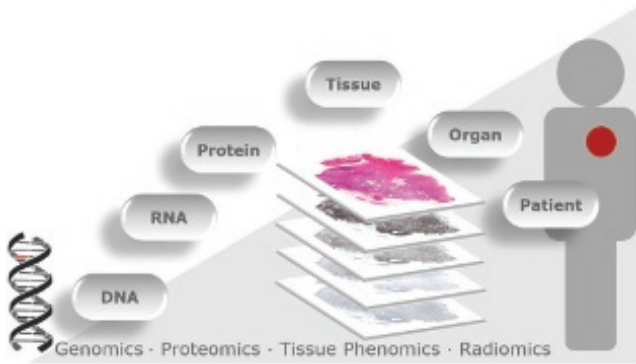 Tissue
Organ
Protein
Patient
RNA
DNA
Genomics · Proteomics · Tissue Phenomics · Radiomics